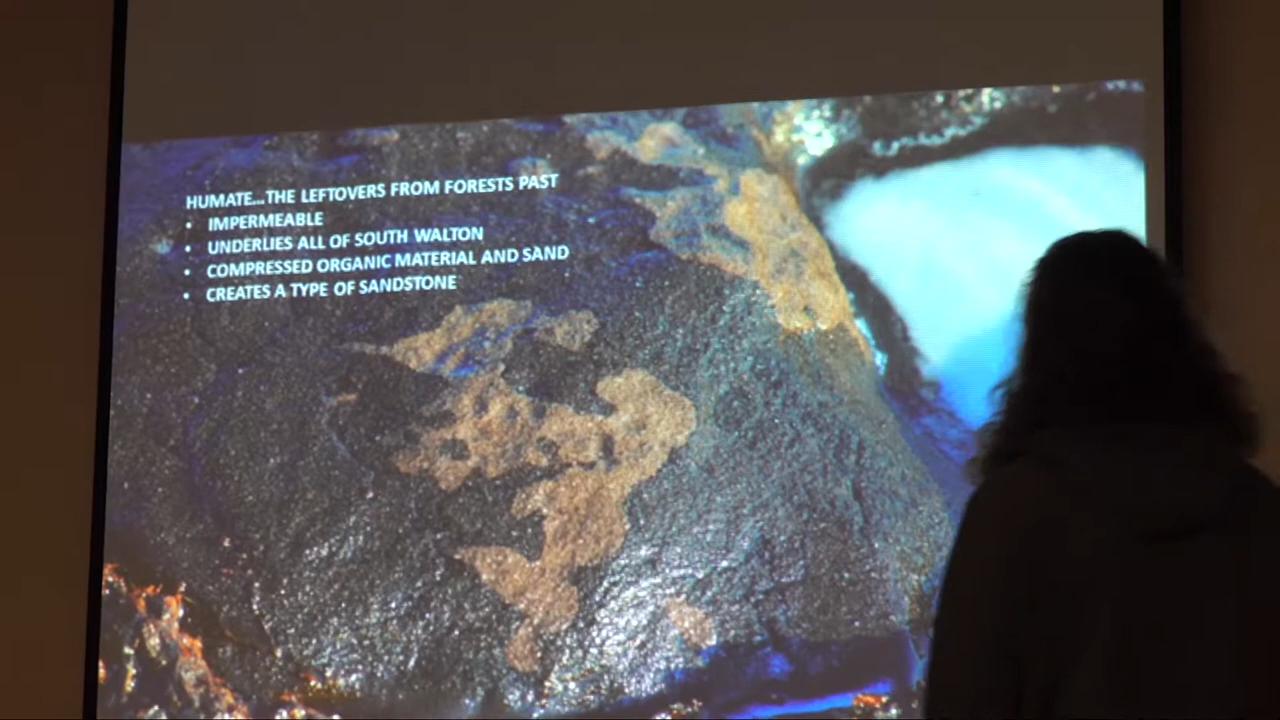 HUMATE...THE LEFTOVERS FROM FORESTS PAST
• IMPERMEABLE
• UNDERLIES ALL OF SOUTH WALTON
• COMPRESSED ORGANIC MATERIAL AND SAND
• CREATES A TYPE OF SANDSTONE